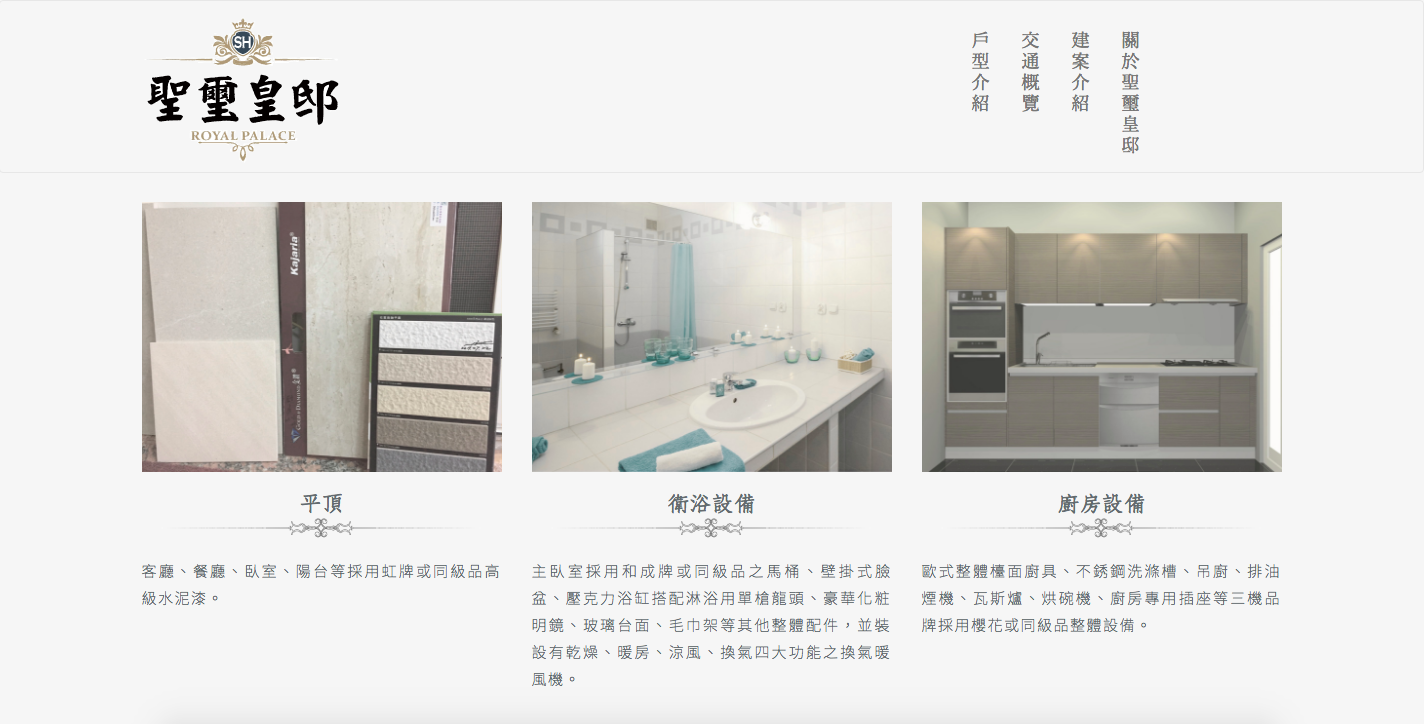 SH
聖璽皇邸
ROYAL PALACE
關於聖璽皇邸
建案介紹
交通概覽
戶型介紹
Kajaria
平頂
客廳、餐廳、臥室、陽台等採用虹牌或同級品高
級水泥漆。
衛浴設備
主臥室採用和成牌或同級品之馬桶、壁掛式臉
盆、壓克力浴缸搭配淋浴用單槍龍頭、豪華化粧
明鏡、玻璃台面、毛巾架等其他整體配件，並裝
設有乾燥、暖房、涼風、換氣四大功能之換氣暖
風機。
廚房設備
歐式整體檯面廚具、不銹鋼洗滌槽、吊廚、排油
煙機、瓦斯爐、烘碗機、廚房專用插座等三機品
牌採用櫻花或同級品整體設備。